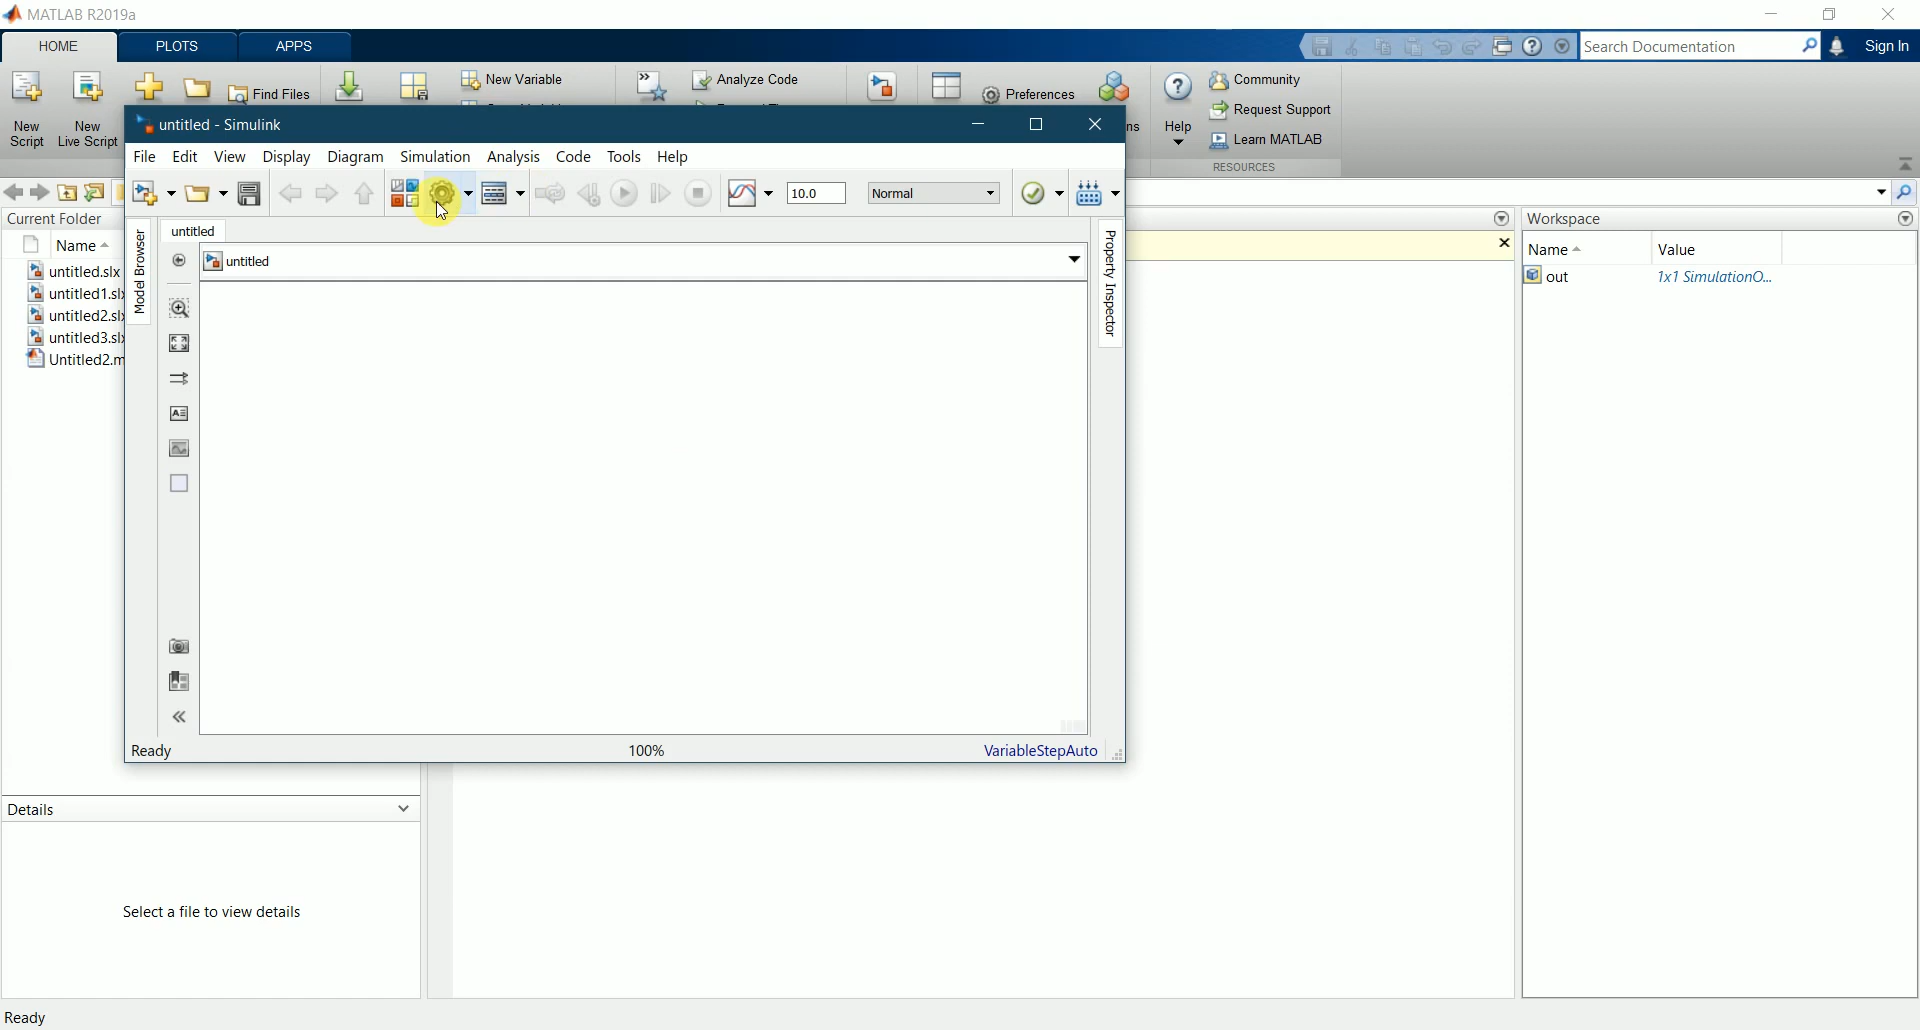 MATLAB R2019a
HOME PLOTS APPS
Search Documentation
Sign In
New Script
New Live Script
Find Files
New Variable
Analyze Code
Preferences
Help
Community
Request Support
Learn MATLAB
RESOURCES
untitled - Simulink
File Edit View Display Diagram Simulation Analysis Code Tools Help
10.0 Normal
Current Folder
Name
untitled.slx
untitled1.sl
untitled2.sl
untitled3.sl
Untitled2.m
Model Browser
untitled
untitled
Property Inspector
Ready 100% VariableStepAuto
Workspace
Name Value
out 1x1 SimulationO...
Details
Select a file to view details
Ready